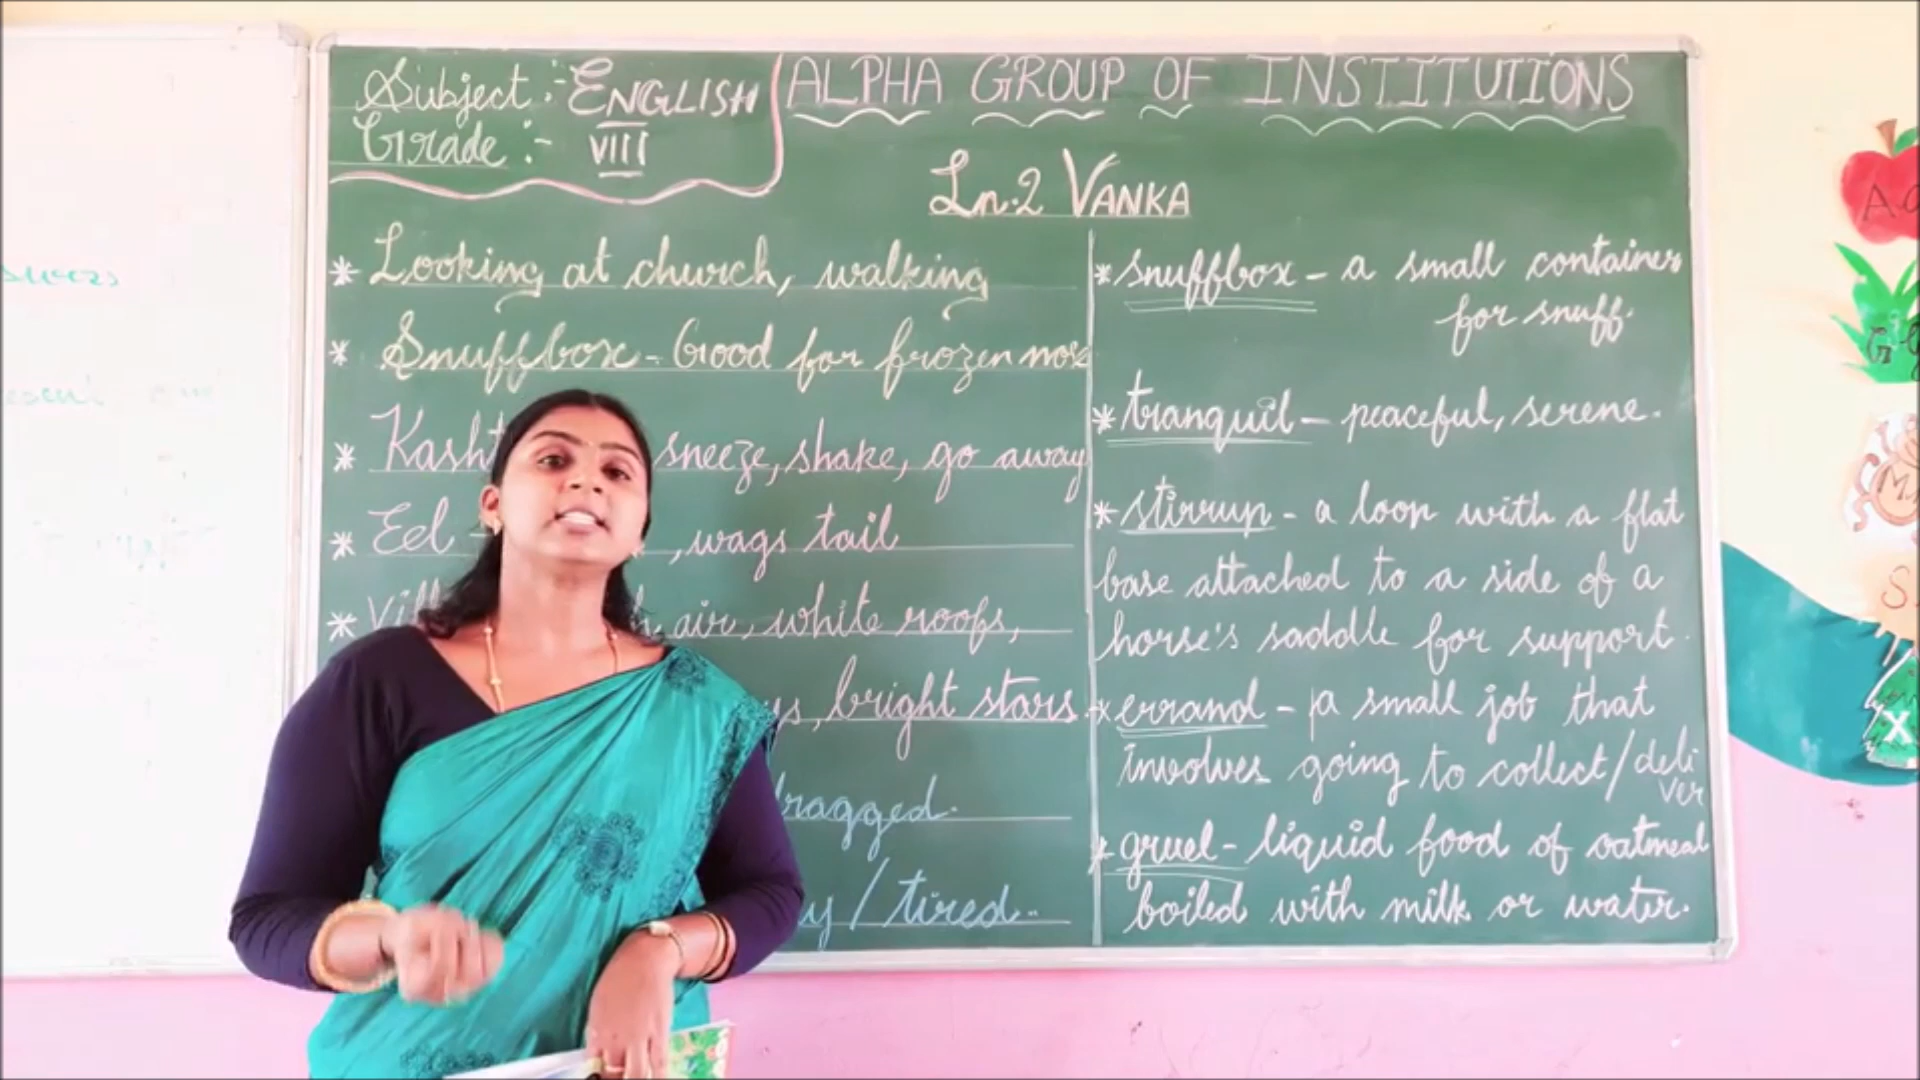 Subject :- ENGLISH
Grade :- VIII
ALPHA GROUP OF INSTITUTIONS
Ln.2 VANKA
* Looking at church, walking
* Snuffbox - Good for frozen nose
* sneeze, shake, go away
* Eel - , wags tail
* air, white roofs,
, bright stars.
dragged.
/ tired..
* snuffbox - a small container
for snuff.
* tranquil - peaceful, serene.
* stirrup - a loop with a flat
base attached to a side of a
horse's saddle for support.
* errand - A small job that
involves going to collect/deli
ver
* gruel - liquid food of oatmeal
boiled with milk or water.
X